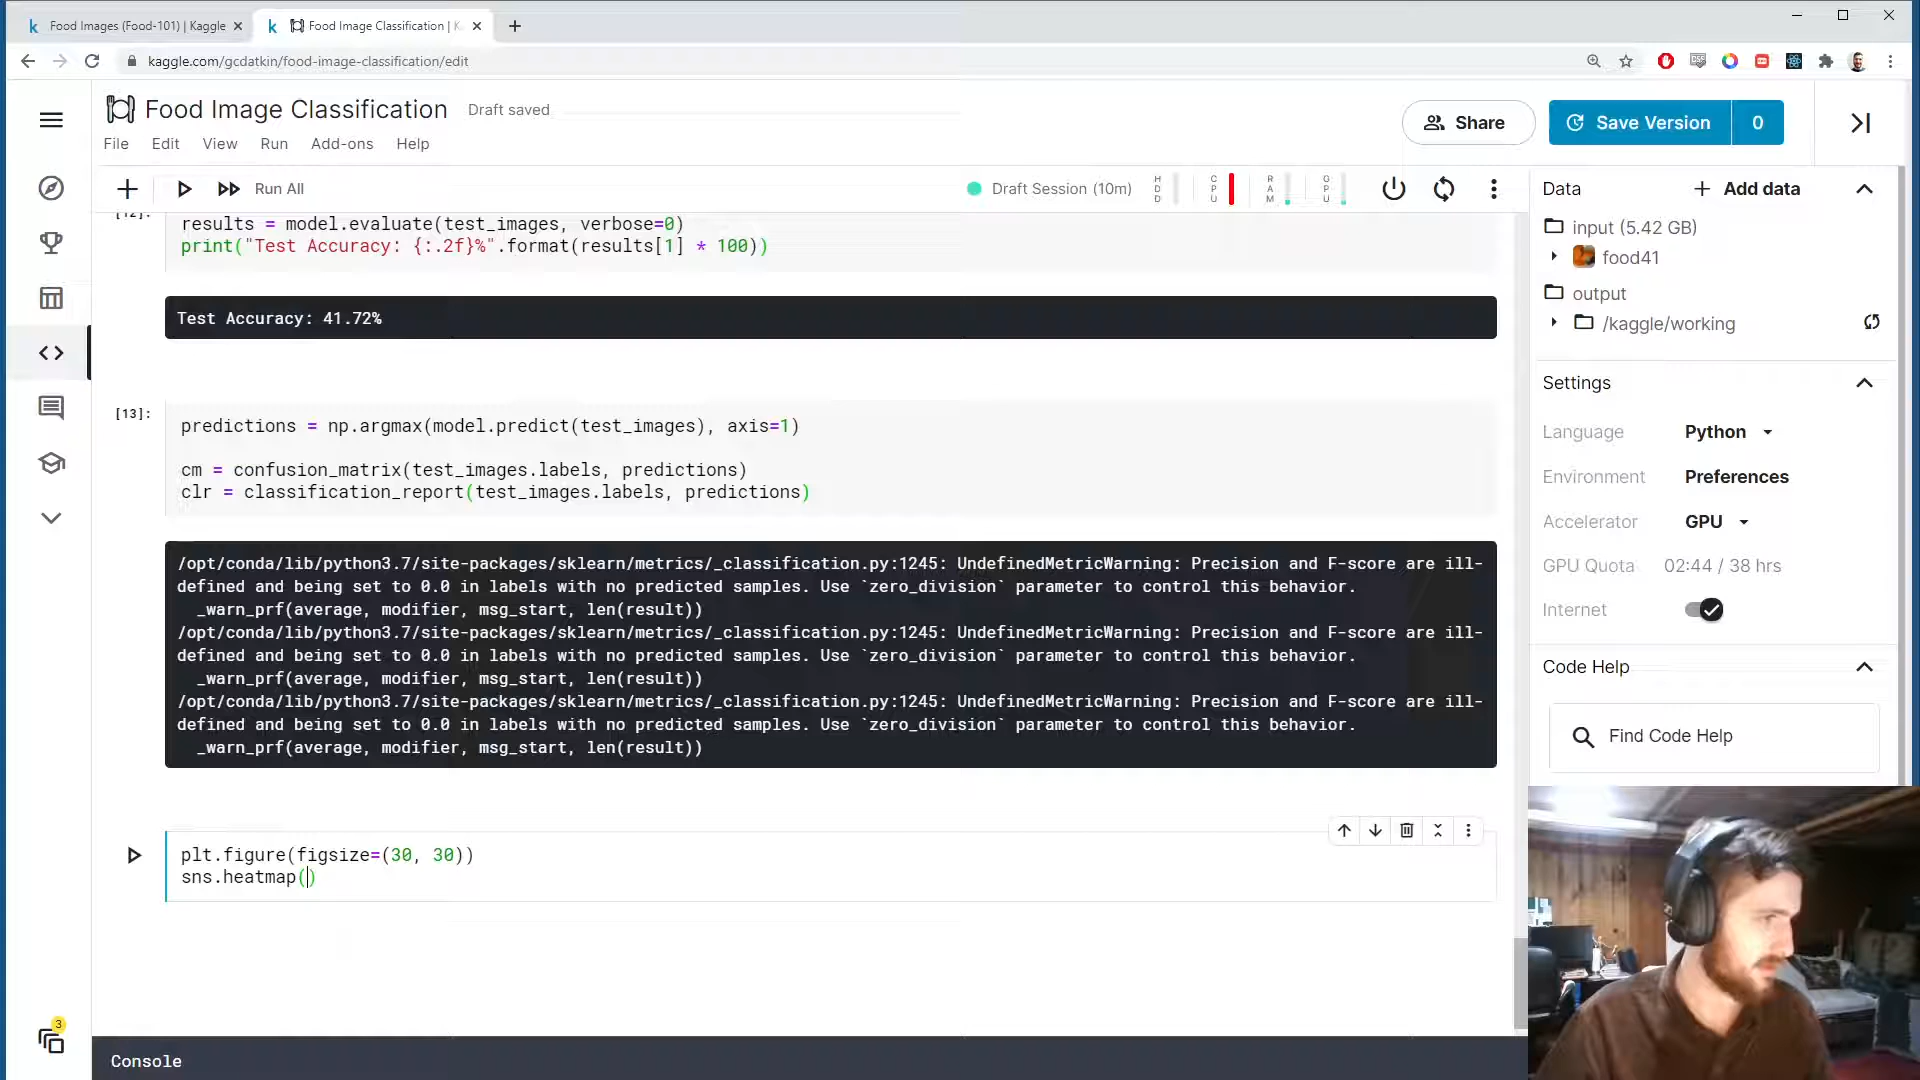 Food Images (Food-101) | Kaggle
Food Image Classification | K
kaggle.com/gcdatkin/food-image-classification/edit
Food Image Classification
Draft saved
File Edit View Run Add-ons Help
Share
Save Version 0
Run All
Draft Session (10m)
HDD
CPU
RAM
GPU
[12]:
results = model.evaluate(test_images, verbose=0)
print("Test Accuracy: {:.2f}%".format(results[1] * 100))
Test Accuracy: 41.72%
[13]:
predictions = np.argmax(model.predict(test_images), axis=1)
cm = confusion_matrix(test_images.labels, predictions)
clr = classification_report(test_images.labels, predictions)
/opt/conda/lib/python3.7/site-packages/sklearn/metrics/_classification.py:1245: UndefinedMetricWarning: Precision and F-score are ill-
defined and being set to 0.0 in labels with no predicted samples. Use `zero_division` parameter to control this behavior.
_warn_prf(average, modifier, msg_start, len(result))
/opt/conda/lib/python3.7/site-packages/sklearn/metrics/_classification.py:1245: UndefinedMetricWarning: Precision and F-score are ill-
defined and being set to 0.0 in labels with no predicted samples. Use `zero_division` parameter to control this behavior.
_warn_prf(average, modifier, msg_start, len(result))
/opt/conda/lib/python3.7/site-packages/sklearn/metrics/_classification.py:1245: UndefinedMetricWarning: Precision and F-score are ill-
defined and being set to 0.0 in labels with no predicted samples. Use `zero_division` parameter to control this behavior.
_warn_prf(average, modifier, msg_start, len(result))
plt.figure(figsize=(30, 30))
sns.heatmap()
3
Console
Data
Add data
input (5.42 GB)
food41
output
/kaggle/working
Settings
Language Python
Environment Preferences
Accelerator GPU
GPU Quota 02:44 / 38 hrs
Internet
Code Help
Find Code Help